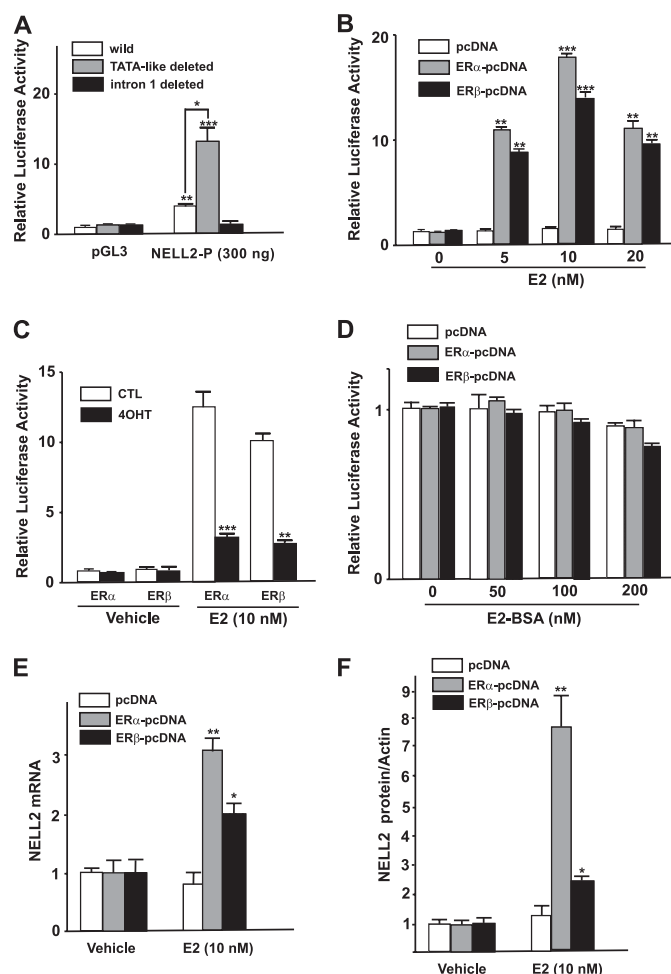 A
Relative Luciferase Activity
wild
TATA-like deleted
intron 1 deleted
20
10
0
*
**
***
pGL3
NELL2-P (300 ng)
B
Relative Luciferase Activity
pcDNA
ERα-pcDNA
ERβ-pcDNA
20
10
0
**
**
***
***
**
**
0 5 10 20
E2 (nM)
C
Relative Luciferase Activity
CTL
4OHT
15
10
5
0
***
**
ERα ERβ ERα ERβ
Vehicle E2 (10 nM)
D
Relative Luciferase Activity
pcDNA
ERα-pcDNA
ERβ-pcDNA
1
0
0 50 100 200
E2-BSA (nM)
E
NELL2 mRNA
pcDNA
ERα-pcDNA
ERβ-pcDNA
3
2
1
0
**
*
Vehicle E2 (10 nM)
F
NELL2 protein/Actin
pcDNA
ERα-pcDNA
ERβ-pcDNA
9
8
7
3
2
1
**
*
Vehicle E2 (10 nM)